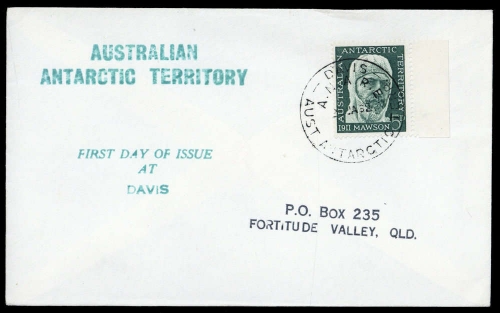 AUSTRALIAN
ANTARCTIC TERRITORY
FIRST DAY OF ISSUE
AT
DAVIS
AUSTRALIAN
ANTARCTIC
TERRITORY
1911 MAWSON
DAVIS
AUST ANTARCTIC
P.O. BOX 235
FORTITUDE VALLEY, QLD.